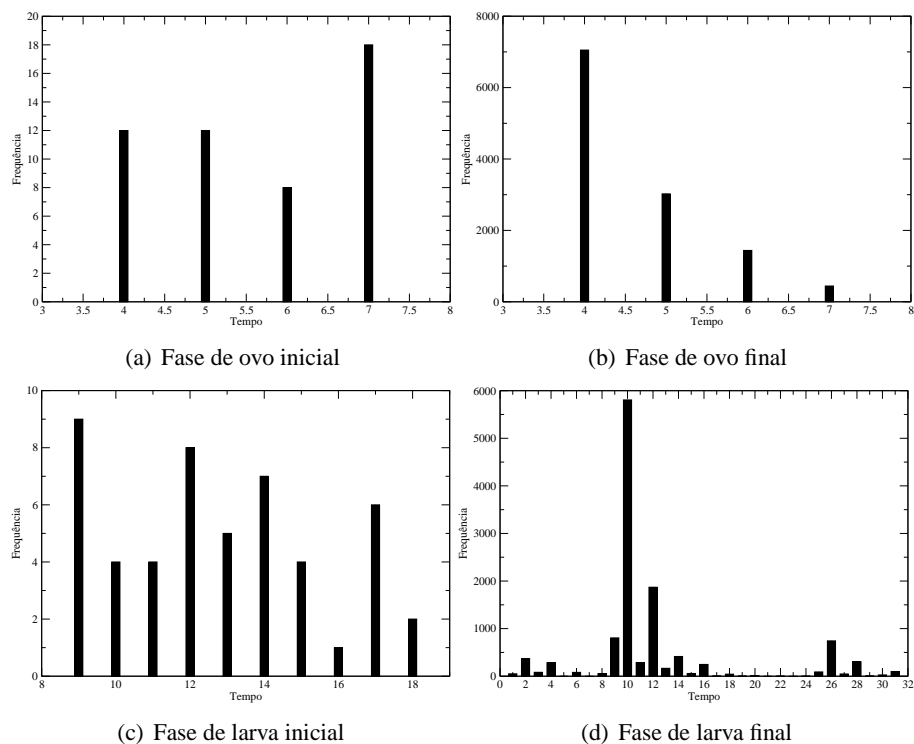 20
18
16
14
12
10
8
6
4
2
0
Frequência
3 3.5 4 4.5 5 5.5 6 6.5 7 7.5 8
Tempo
(a) Fase de ovo inicial
8000
6000
4000
2000
0
Frequência
3 3.5 4 4.5 5 5.5 6 6.5 7 7.5 8
Tempo
(b) Fase de ovo final
10
8
6
4
2
0
Frequência
8 10 12 14 16 18
Tempo
(c) Fase de larva inicial
6000
5000
4000
3000
2000
1000
0
Frequência
0 2 4 6 8 10 12 14 16 18 20 22 24 26 28 30 32
Tempo
(d) Fase de larva final